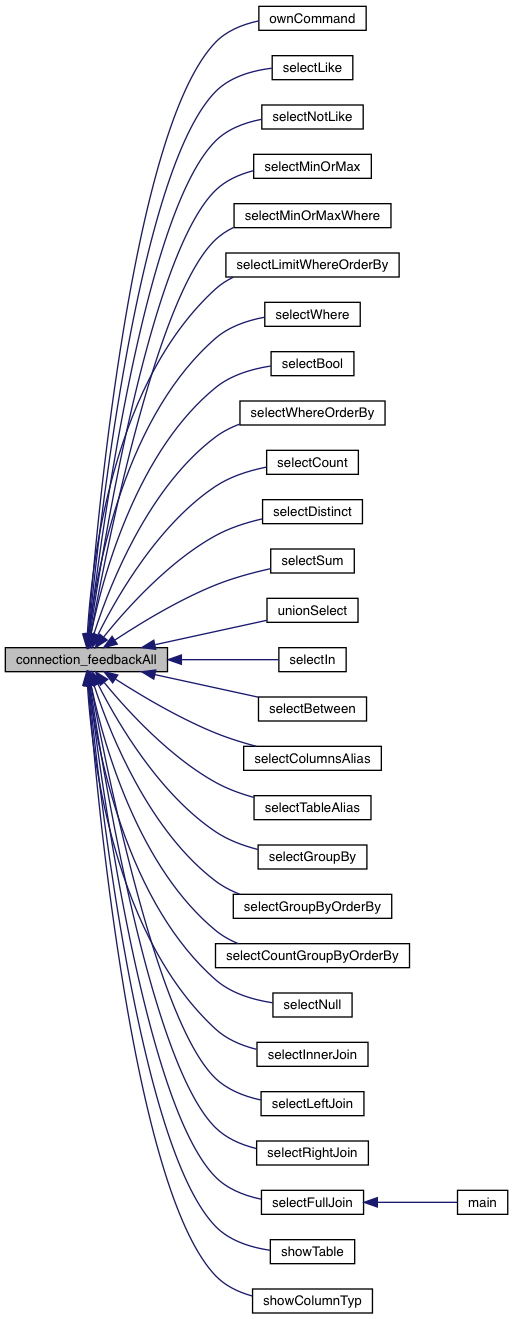 ownCommand
selectLike
selectNotLike
selectMinOrMax
selectMinOrMaxWhere
selectLimitWhereOrderBy
selectWhere
selectBool
selectWhereOrderBy
selectCount
selectDistinct
selectSum
unionSelect
connection_feedbackAll
selectIn
selectBetween
selectColumnsAlias
selectTableAlias
selectGroupBy
selectGroupByOrderBy
selectCountGroupByOrderBy
selectNull
selectInnerJoin
selectLeftJoin
selectRightJoin
selectFullJoin
main
showTable
showColumnTyp